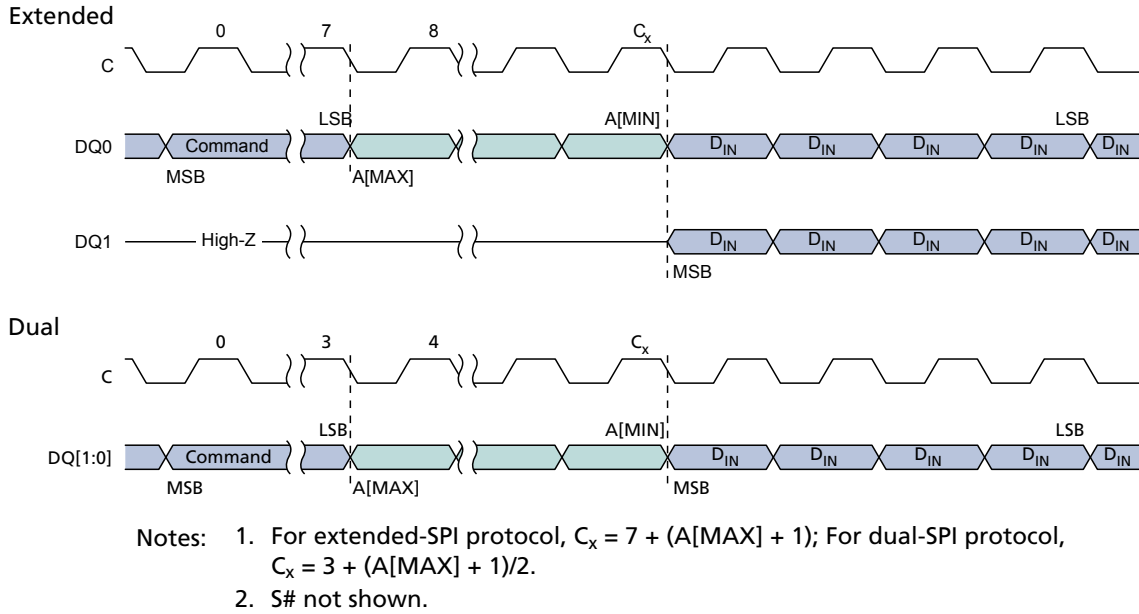 Extended
0 7 8 Cx
C
LSB A[MIN] LSB
DQ0 Command DIN DIN DIN DIN DIN
MSB A[MAX]
DQ1 High-Z DIN DIN DIN DIN DIN
MSB
Dual
0 3 4 Cx
C
LSB A[MIN] LSB
DQ[1:0] Command DIN DIN DIN DIN DIN
MSB A[MAX] MSB
Notes: 1. For extended-SPI protocol, Cx = 7 + (A[MAX] + 1); For dual-SPI protocol,
Cx = 3 + (A[MAX] + 1)/2.
2. S# not shown.